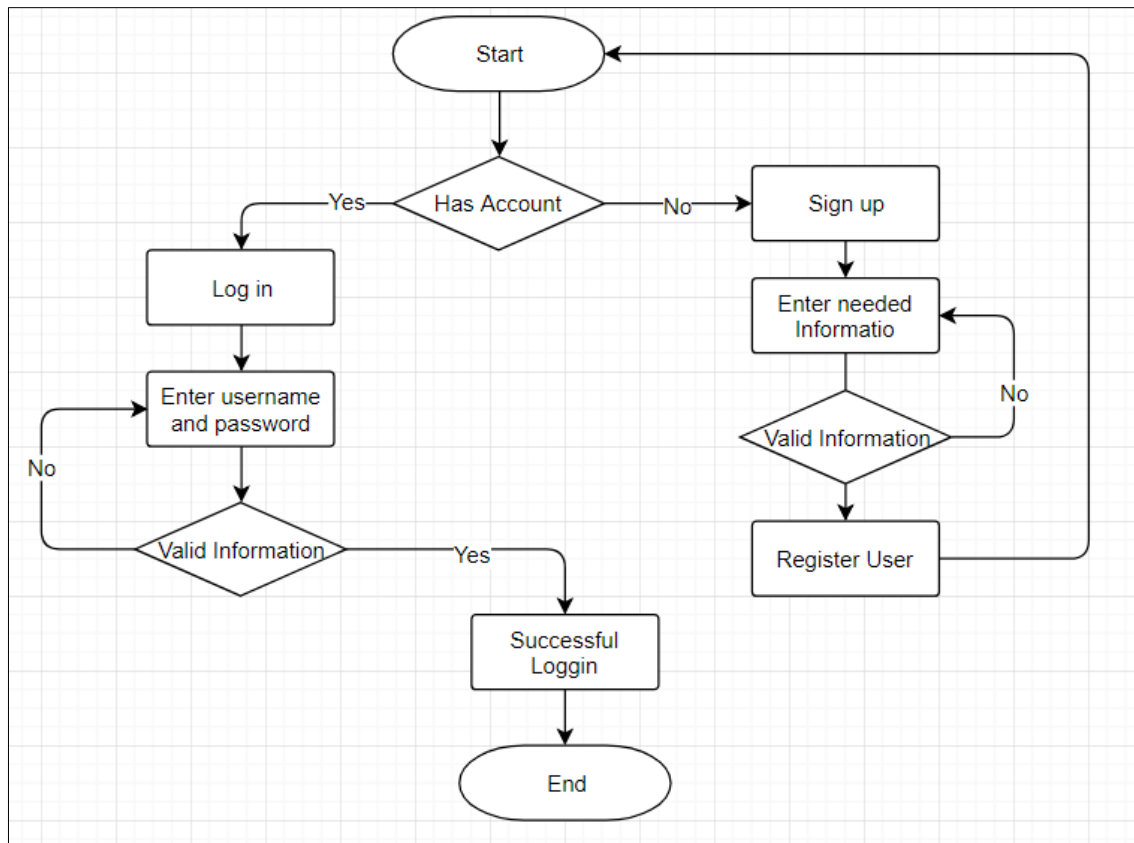 Start
Has Account
Yes
No
Sign up
Log in
Enter needed
Informatio
No
Enter username
and password
Valid Information
No
Valid Information
Yes
Register User
Successful
Loggin
End